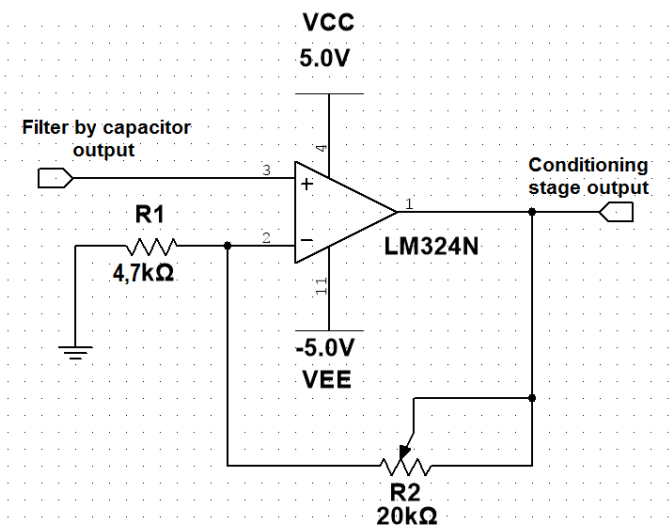 VCC
5.0V
Filter by capacitor
output
4
3
Conditioning
stage output
R1
1
2
LM324N
4,7kΩ
11
-5.0V
VEE
R2
20kΩ